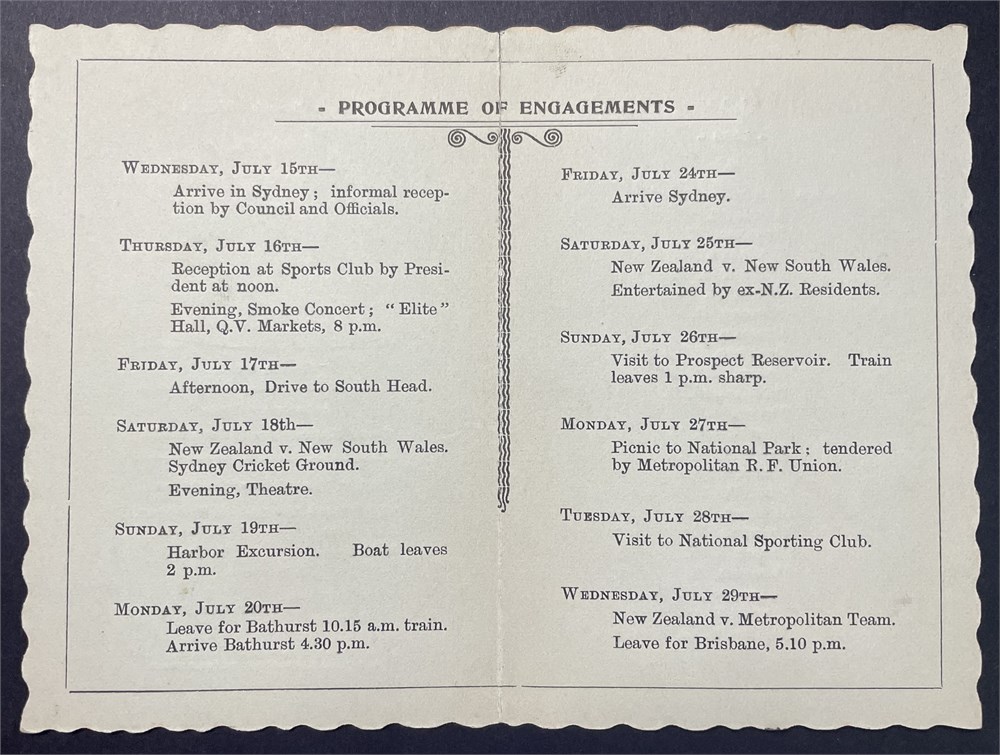 - PROGRAMME OF ENGAGEMENTS -
WEDNESDAY, JULY 15TH—
Arrive in Sydney; informal recep-
tion by Council and Officials.
THURSDAY, JULY 16TH—
Reception at Sports Club by Presi-
dent at noon.
Evening, Smoke Concert; "Elite"
Hall, Q.V. Markets, 8 p.m.
FRIDAY, JULY 17TH—
Afternoon, Drive to South Head.
SATURDAY, JULY 18th—
New Zealand v. New South Wales.
Sydney Cricket Ground.
Evening, Theatre.
SUNDAY, JULY 19TH—
Harbor Excursion. Boat leaves
2 p.m.
MONDAY, JULY 20TH—
Leave for Bathurst 10.15 a.m. train.
Arrive Bathurst 4.30 p.m.
FRIDAY, JULY 24TH—
Arrive Sydney.
SATURDAY, JULY 25TH—
New Zealand v. New South Wales.
Entertained by ex-N.Z. Residents.
SUNDAY, JULY 26TH—
Visit to Prospect Reservoir. Train
leaves 1 p.m. sharp.
MONDAY, JULY 27TH—
Picnic to National Park; tendered
by Metropolitan R. F. Union.
TUESDAY, JULY 28TH—
Visit to National Sporting Club.
WEDNESDAY, JULY 29TH—
New Zealand v. Metropolitan Team.
Leave for Brisbane, 5.10 p.m.